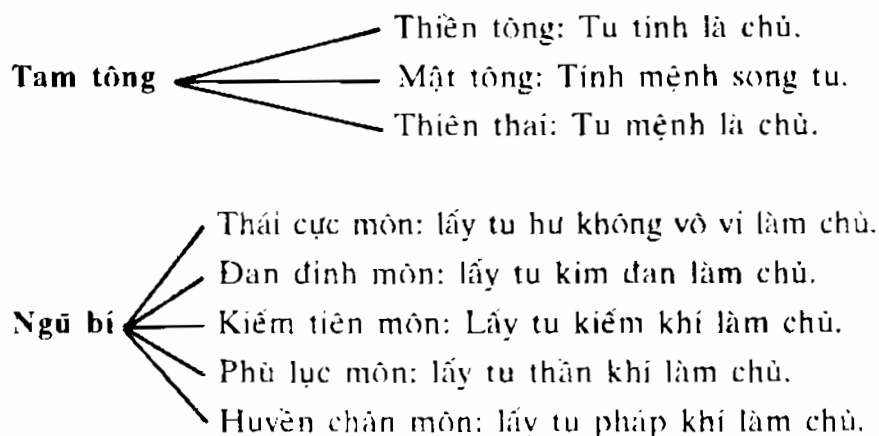 Thiền tông: Tu tính là chủ.
Tam tông Mật tông: Tính mệnh song tu.
Thiên thai: Tu mệnh là chủ.
Thái cực môn: lấy tu hư không vô vi làm chủ.
Đan đỉnh môn: lấy tu kim đan làm chủ.
Ngũ bí Kiếm tiên môn: Lấy tu kiếm khí làm chủ.
Phù lục môn: lấy tu thần khí làm chủ.
Huyền chân môn: lấy tu pháp khí làm chủ.